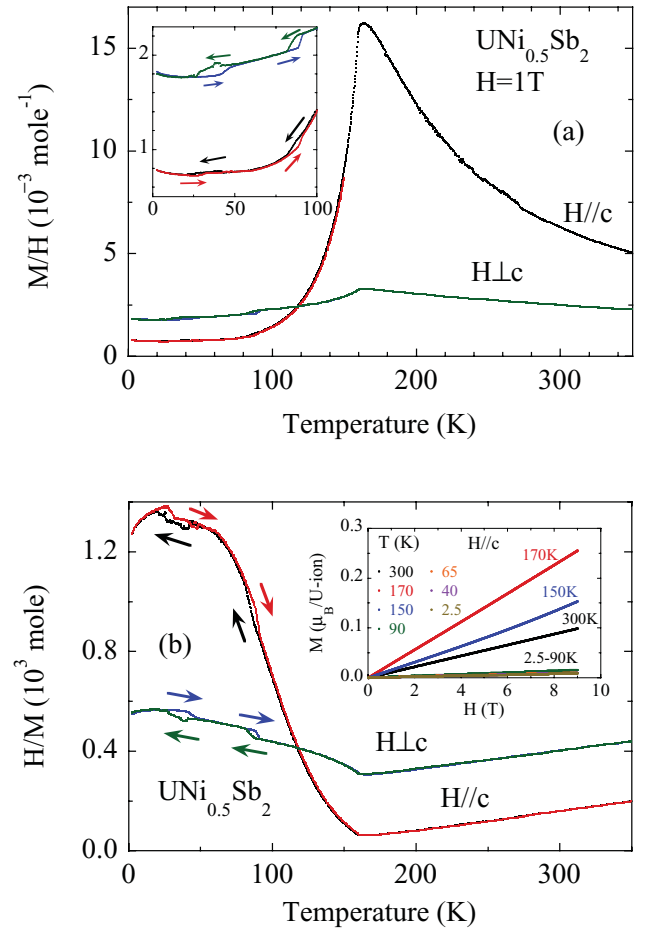 UNi0.5Sb2
H=1T
(a)
H//c
H⊥c
M/H (10⁻³ mole⁻¹)
15
10
5
0
2
1
0 50 100
0 100 200 300
Temperature (K)
(b)
H/M (10³ mole)
1.2
0.8
0.4
0.0
UNi0.5Sb2
H⊥c
H//c
T (K) H//c
300 65
170 40
150 2.5
90
170K
150K
300K
2.5-90K
M (μB/U-ion)
0.3
0.2
0.1
0.0
0 2 4 6 8 10
H (T)
0 100 200 300
Temperature (K)